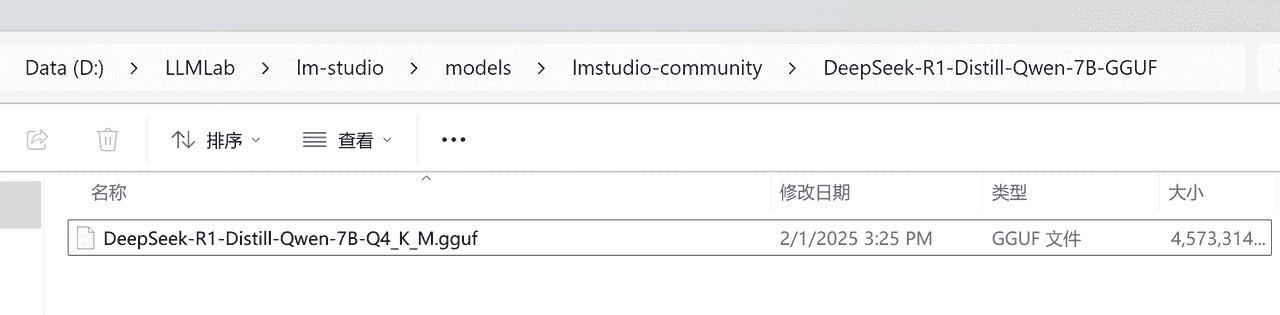 Data (D:) > LLMLab > lm-studio > models > lmstudio-community > DeepSeek-R1-Distill-Qwen-7B-GGUF
排序 查看 •••
名称 修改日期 类型 大小
DeepSeek-R1-Distill-Qwen-7B-Q4_K_M.gguf 2/1/2025 3:25 PM GGUF 文件 4,573,314...